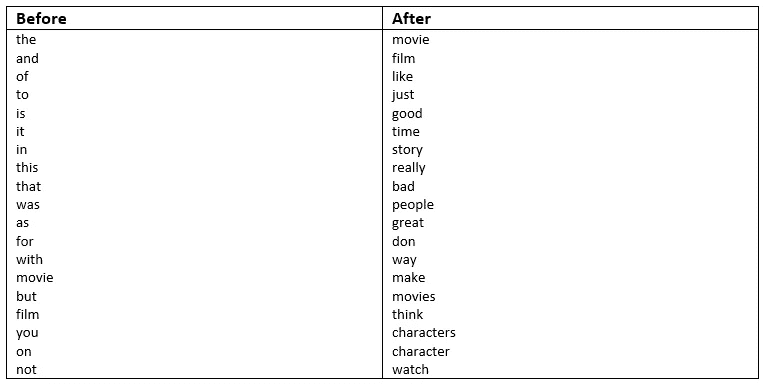 Before After
the movie
and film
of like
to just
is good
it time
in story
this really
that bad
was people
as great
for don
with way
movie make
but movies
film think
you characters
on character
not watch